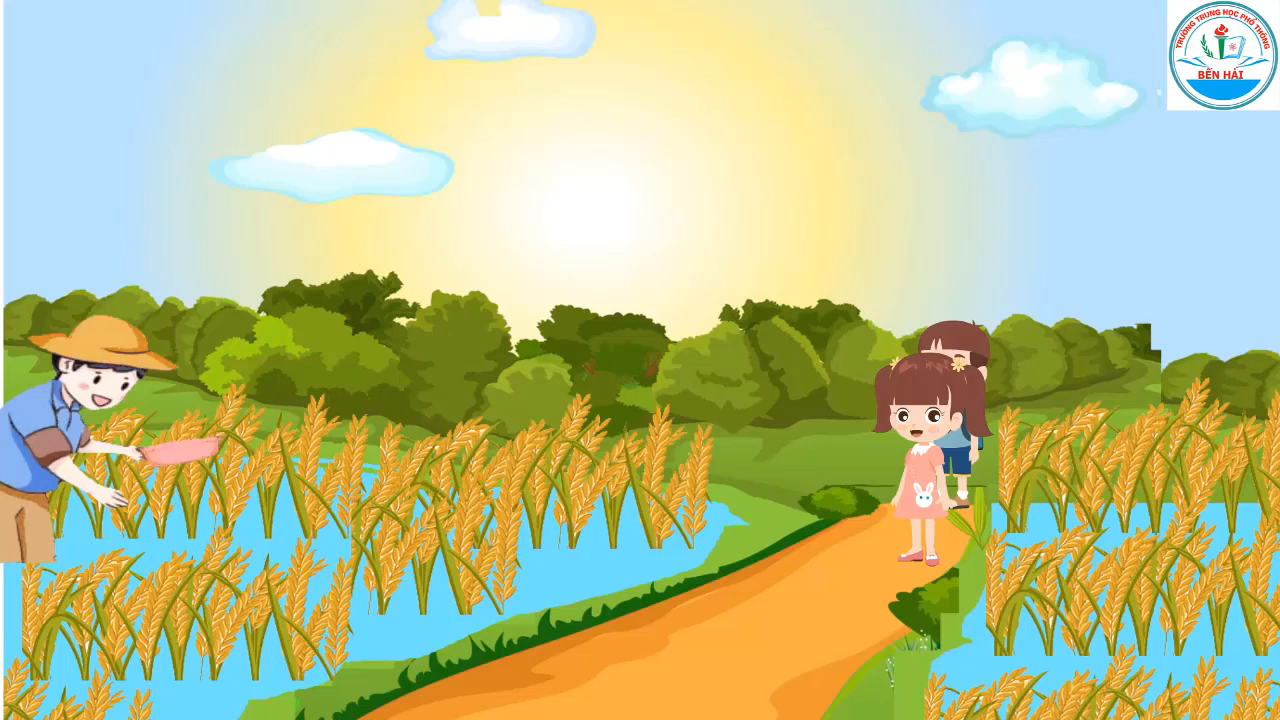 TRƯỜNG TRUNG HỌC PHỔ THÔNG
BẾN HẢI